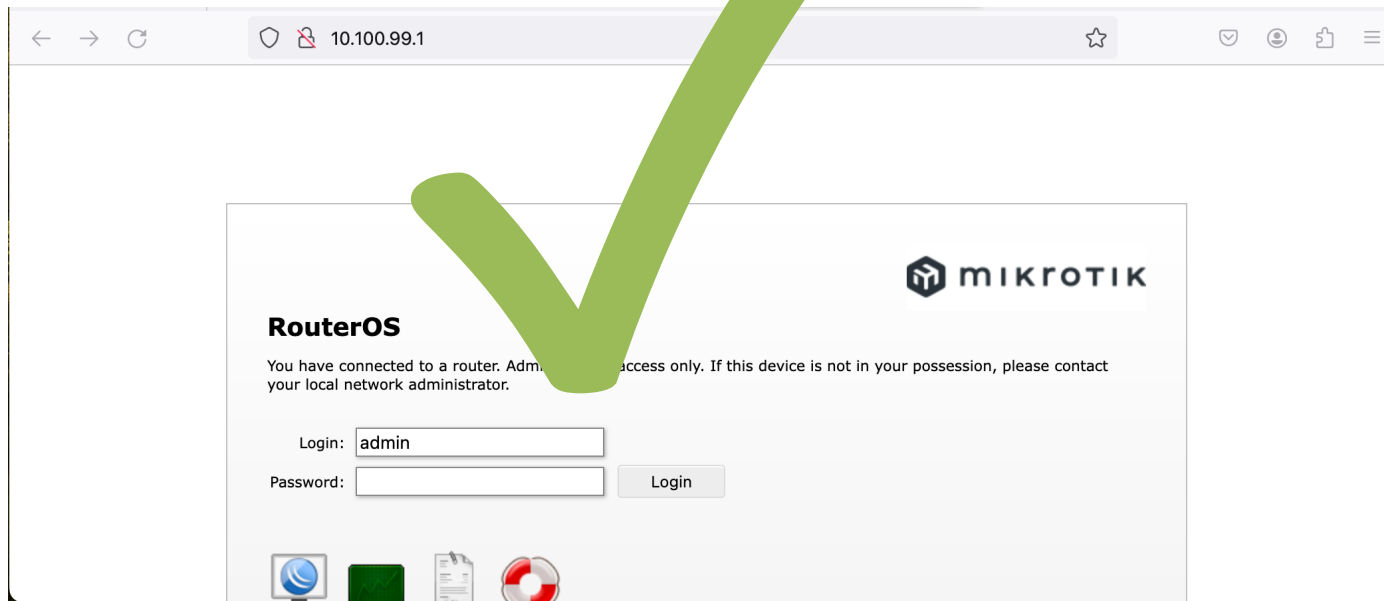 10.100.99.1
mikrotik
RouterOS
You have connected to a router. access only. If this device is not in your possession, please contact
your local network administrator.
Login: admin
Password:
Login